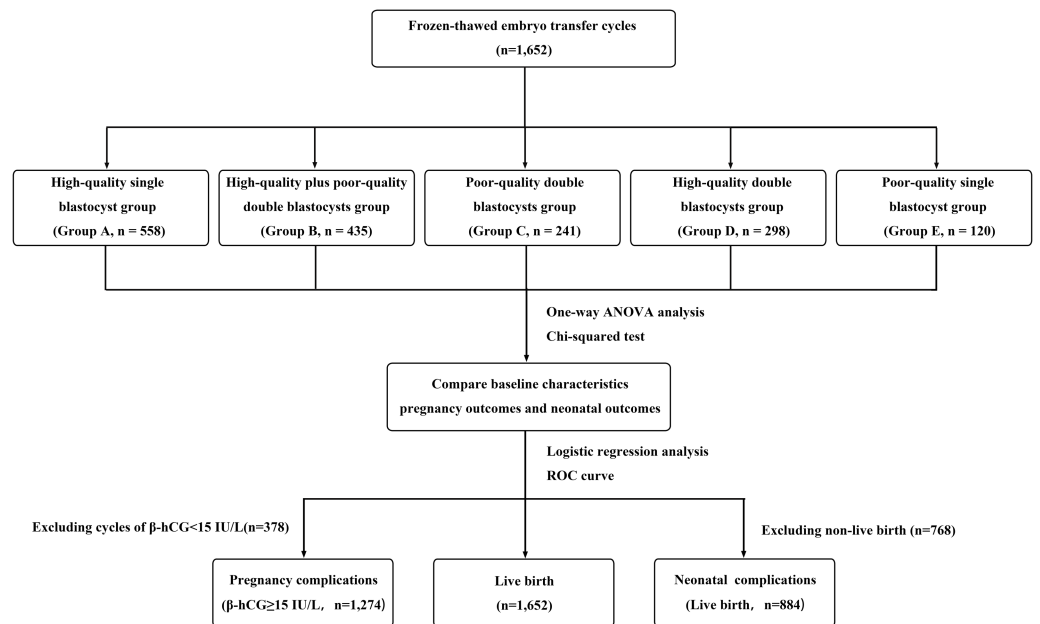 Frozen-thawed embryo transfer cycles
(n=1,652)
High-quality single
blastocyst group
(Group A, n = 558)
High-quality plus poor-quality
double blastocysts group
(Group B, n = 435)
Poor-quality double
blastocysts group
(Group C, n = 241)
High-quality double
blastocysts group
(Group D, n = 298)
Poor-quality single
blastocyst group
(Group E, n = 120)
One-way ANOVA analysis
Chi-squared test
Compare baseline characteristics
pregnancy outcomes and neonatal outcomes
Logistic regression analysis
ROC curve
Excluding cycles of β-hCG<15 IU/L(n=378)
Excluding non-live birth (n=768)
Pregnancy complications
(β-hCG≥15 IU/L, n=1,274)
Live birth
(n=1,652)
Neonatal complications
(Live birth, n=884)